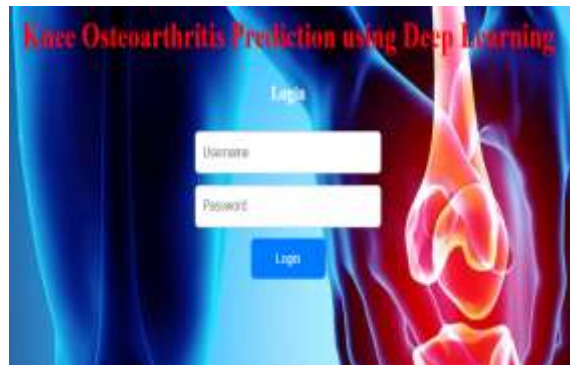 Knee Osteoarthritis Prediction using Deep Learning
Login
Username
Password
Login